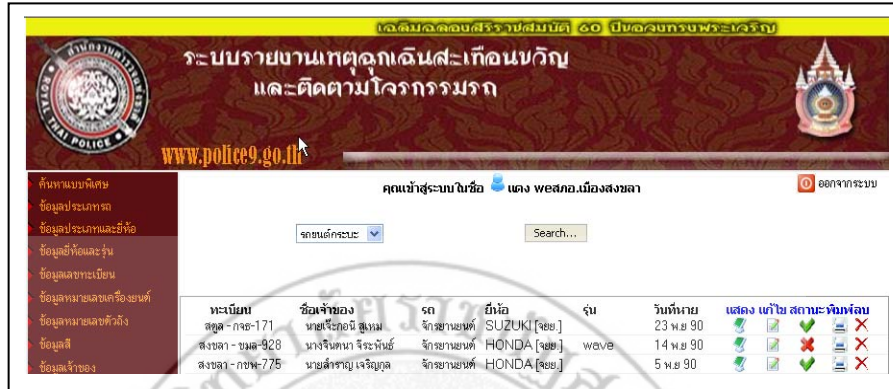 เฉลิมฉลองสิริราชสมบัติ 60 ปีของทรงพระเจริญ
ระบบรายงานเหตุฉุกเฉินสะเทือนขวัญ
และติดตามโจรกรรมรถ
ROYAL THAI POLICE
www.police9.go.th
คุณเข้าสู่ระบบในชื่อ แดง พeสภอ.เมืองสงขลา
ออกจากระบบ
ค้นหาแบบพิเศษ
ข้อมูลประเภทรถ
ข้อมูลประเภทและยี่ห้อ
ข้อมูลยี่ห้อและรุ่น
ข้อมูลเลขทะเบียน
ข้อมูลหมายเลขเครื่องยนต์
ข้อมูลหมายเลขตัวถัง
ข้อมูลสี
ข้อมูลเจ้าของ
รถยนต์กระบะ Search...
ทะเบียน ชื่อเจ้าของ รถ ยี่ห้อ รุ่น วันที่หาย แสดง แก้ไข สถานะ พิมพ์ ลบ
สตูล - กจธ-171 นายเจ๊ะกอนี สูเหม จักรยานยนต์ SUZUKI [จยย.] 23 พ.ย 90
สงขลา - ขมล-928 นางจินตนา จิระพันธ์ จักรยานยนต์ HONDA [จยย.] wave 14 พ.ย 90
สงขลา - กขพ-775 นายสำราญ เจริญกุล จักรยานยนต์ HONDA [จยย.] 5 พ.ย 90